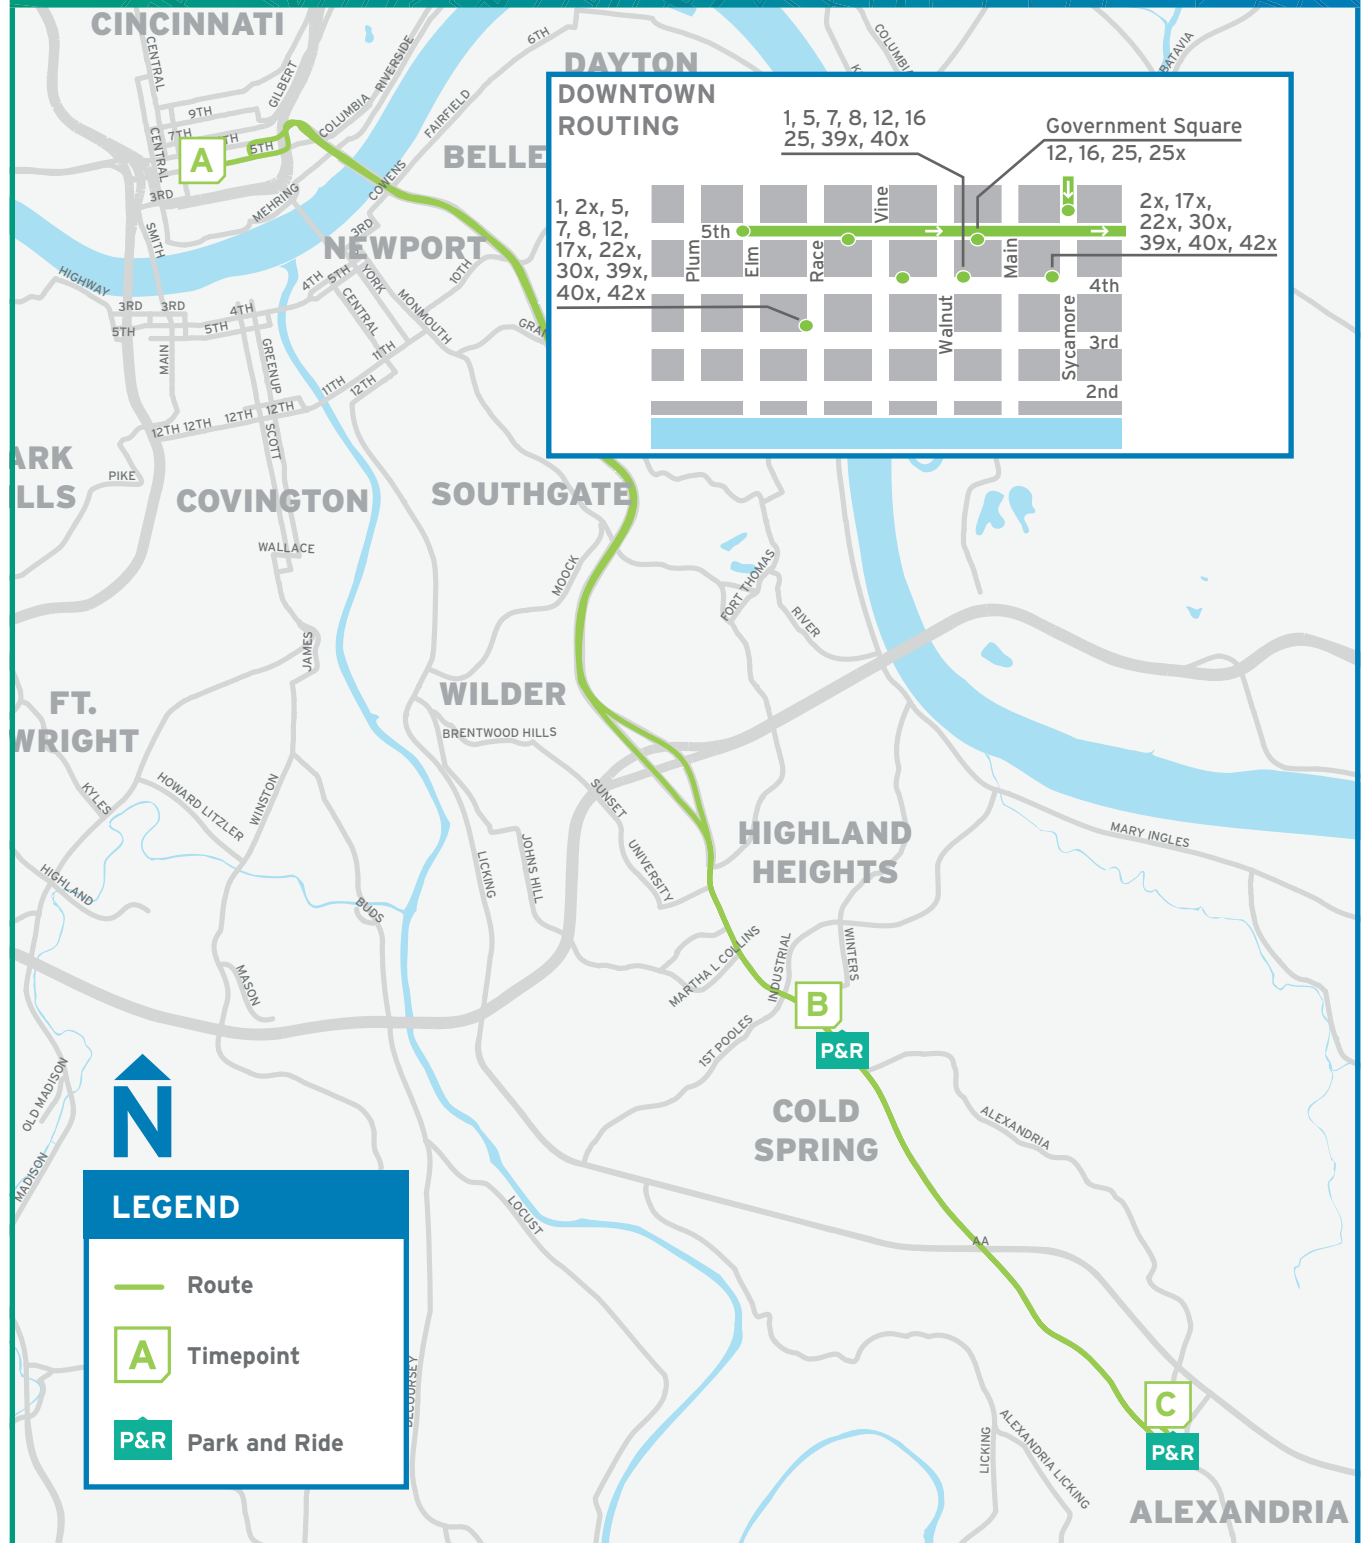 CINCINNATI
CENTRAL
GILBERT
RIVERSIDE
6TH
COLUMBIA
BATAVIA
DAYTON
9TH
7TH
5TH
COLUMBIA
FAIRFIELD
CENTRAL
A
3RD
MEHRING
COWENS
BELLE
SMITH
3RD
NEWPORT
HIGHWAY
4TH
5TH
YORK
10TH
3RD
3RD
4TH
CENTRAL
MONMOUTH
5TH
5TH
MAIN
GREENUP
11TH
11TH
12TH
12TH
12TH
12TH
12TH
SCOTT
DOWNTOWN
ROUTING
1, 5, 7, 8, 12, 16
25, 39x, 40x
Government Square
12, 16, 25, 25x
1, 2x, 5,
7, 8, 12,
17x, 22x,
30x, 39x,
40x, 42x
2x, 17x,
22x, 30x,
39x, 40x, 42x
5th
Plum
Elm
Race
Vine
Walnut
Main
Sycamore
4th
3rd
2nd
ARK
LLS
PIKE
COVINGTON
SOUTHGATE
WALLACE
MOOCK
FORT THOMAS
RIVER
JAMES
FT.
WRIGHT
WILDER
BRENTWOOD HILLS
KYLES
HOWARD LITZLER
WINSTON
SUNSET
UNIVERSITY
HIGHLAND
HEIGHTS
MARY INGLES
HIGHLAND
LICKING
JOHNS HILL
BUDS
MASON
MARTHA L COLLINS
INDUSTRIAL
WINTERS
B
P&R
1ST POOLES
COLD
SPRING
ALEXANDRIA
OLD MADISON
MADISON
N
LOCUST
AA
LEGEND
Route
A
Timepoint
P&R
Park and Ride
DECOURSEY
C
P&R
LICKING
ALEXANDRIA LICKING
ALEXANDRIA